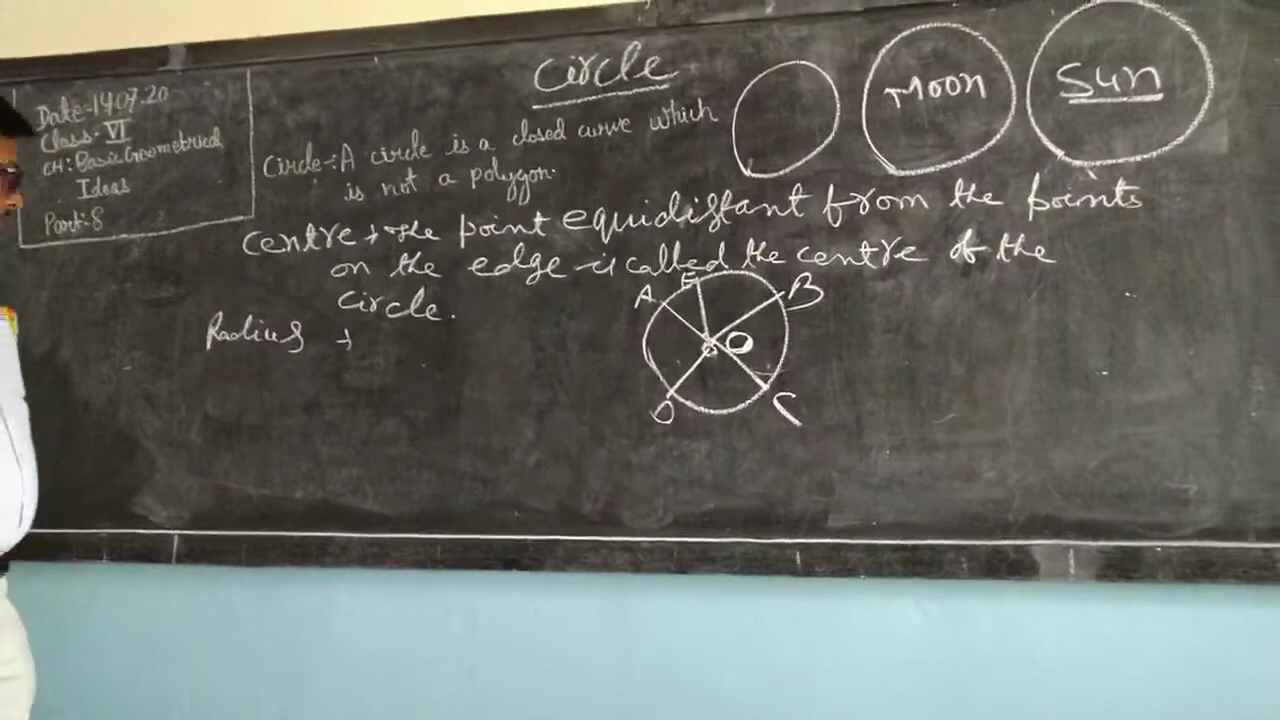 Circle
Date-14.07.20
Class-VI
CH: Basic Geometrical
Ideas
Part:8
Circle:-A circle is a closed curve which
is not a polygon.
Moon
Sun
Centre → The point equidistant from the points
on the edge is called the centre of the
circle.
Radius →
A
E
B
O
D
C